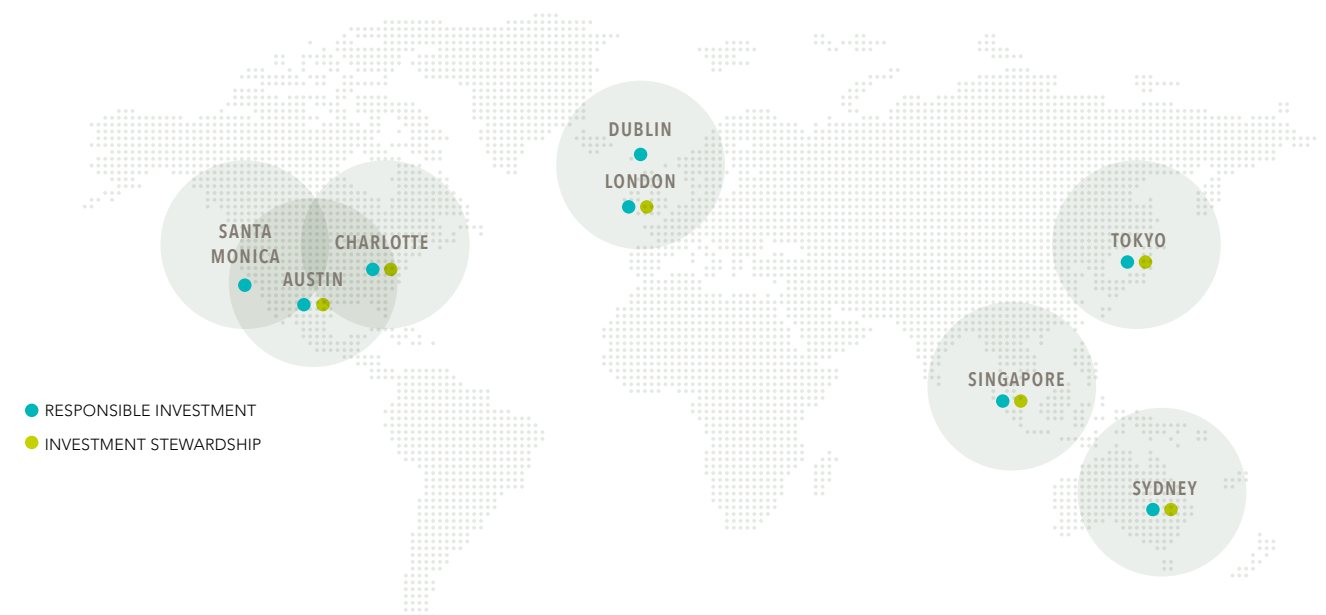 DUBLIN
LONDON
SANTA
MONICA
CHARLOTTE
AUSTIN
TOKYO
SINGAPORE
SYDNEY
RESPONSIBLE INVESTMENT
INVESTMENT STEWARDSHIP